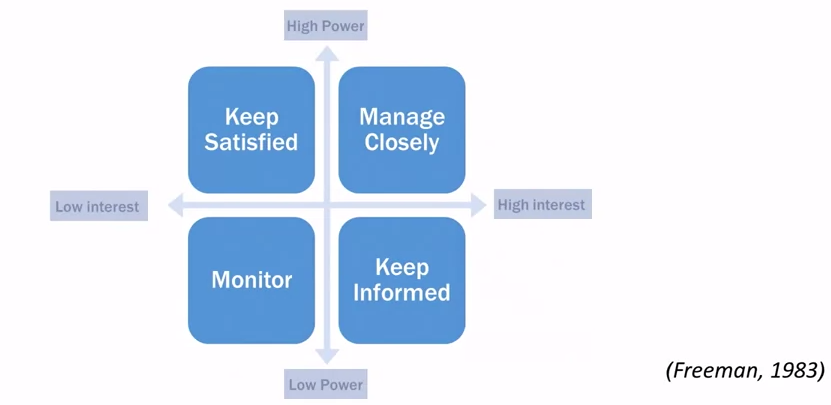 High Power
Keep
Satisfied
Manage
Closely
Low interest
High interest
Monitor
Keep
Informed
Low Power
(Freeman, 1983)